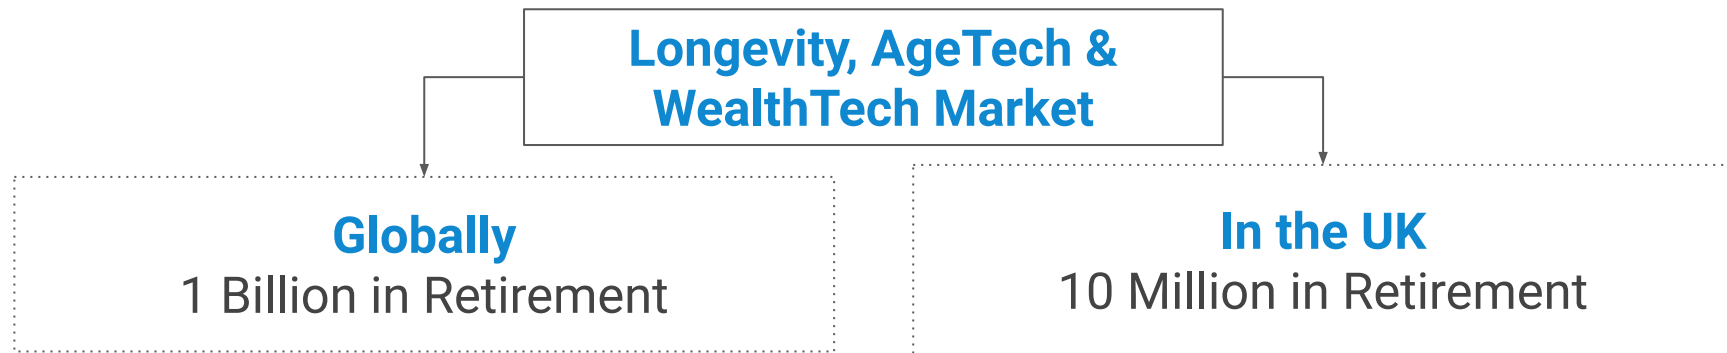 Longevity, AgeTech &
WealthTech Market
Globally
1 Billion in Retirement
In the UK
10 Million in Retirement